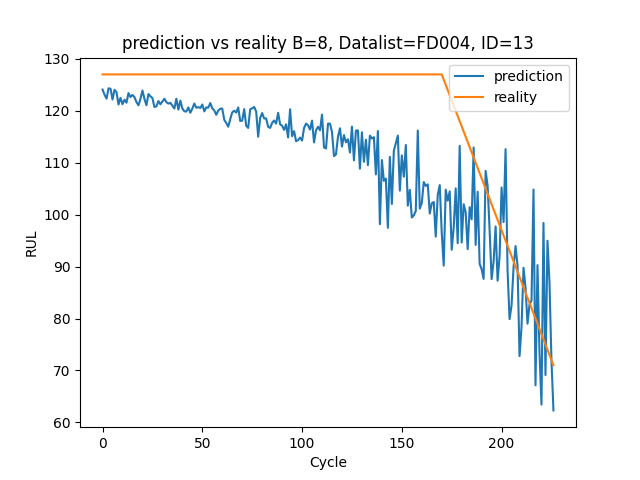 prediction vs reality B=8, Datalist=FD004, ID=13
prediction
reality
RUL
130
120
110
100
90
80
70
60
0 50 100 150 200
Cycle